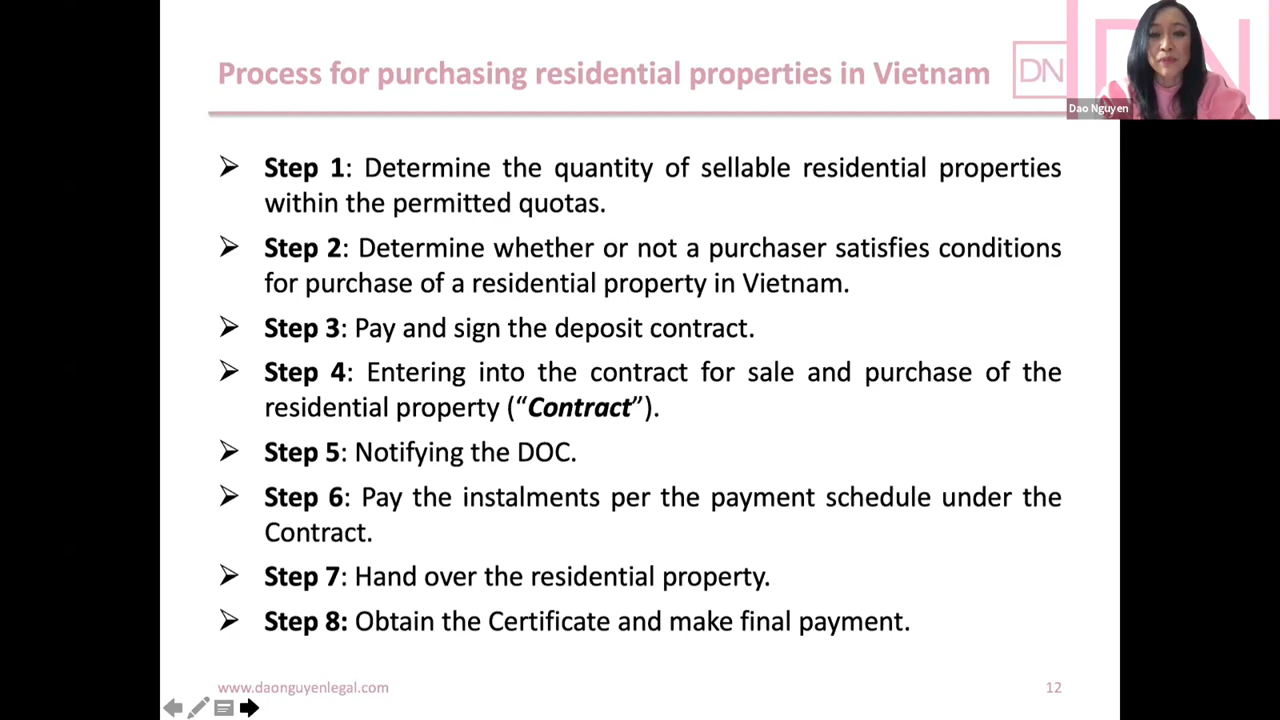 Process for purchasing residential properties in Vietnam
DN
DN
Dao Nguyen
➢ Step 1: Determine the quantity of sellable residential properties
within the permitted quotas.
➢ Step 2: Determine whether or not a purchaser satisfies conditions
for purchase of a residential property in Vietnam.
➢ Step 3: Pay and sign the deposit contract.
➢ Step 4: Entering into the contract for sale and purchase of the
residential property (“Contract”).
➢ Step 5: Notifying the DOC.
➢ Step 6: Pay the instalments per the payment schedule under the
Contract.
➢ Step 7: Hand over the residential property.
➢ Step 8: Obtain the Certificate and make final payment.
www.daonguyenlegal.com
12